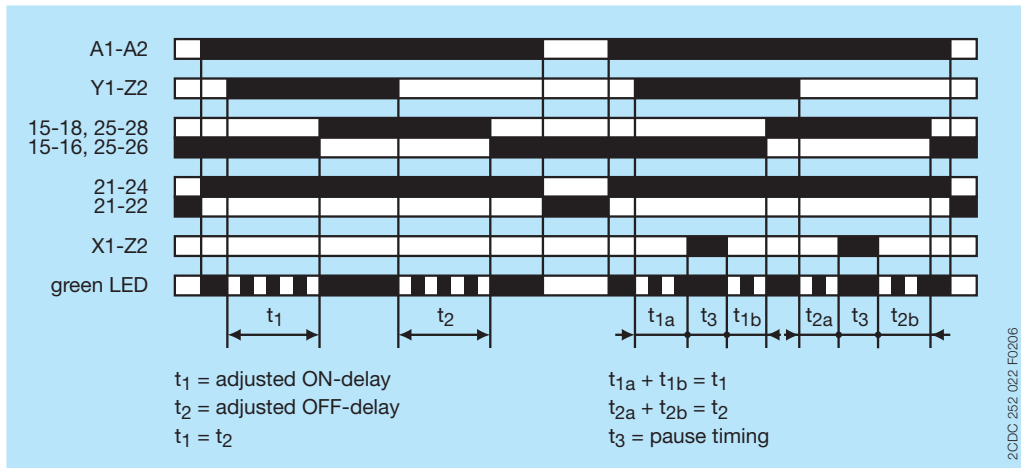 A1-A2
Y1-Z2
15-18, 25-28
15-16, 25-26
21-24
21-22
X1-Z2
green LED
t1 t2 t1a t3 t1b t2a t3 t2b
t1 = adjusted ON-delay
t2 = adjusted OFF-delay
t1 = t2
t1a + t1b = t1
t2a + t2b = t2
t3 = pause timing
2CDC 252 022 F0206